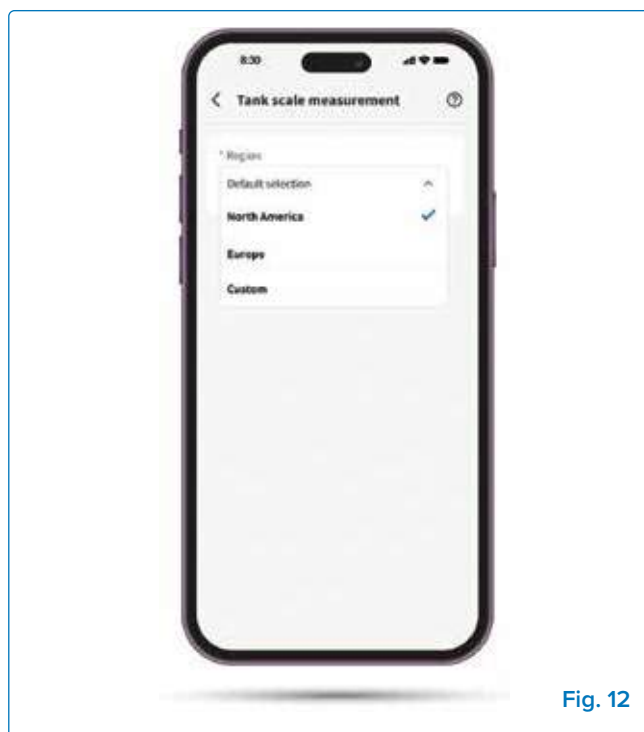 8:30
Tank scale measurement
* Region
Default selection
North America
Europe
Custom
Fig. 12